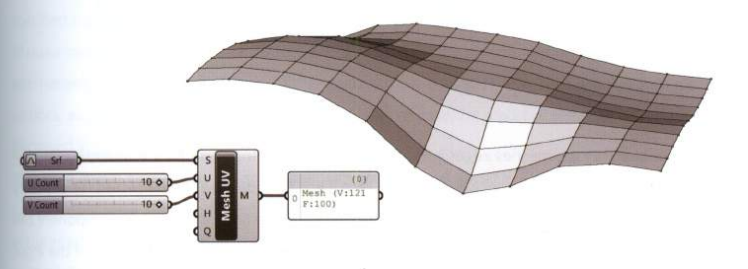 Srf
U Count
10
V Count
10
S
U
V
H
Q
Mesh UV
M
{0}
0
Mesh (V:121
F:100)